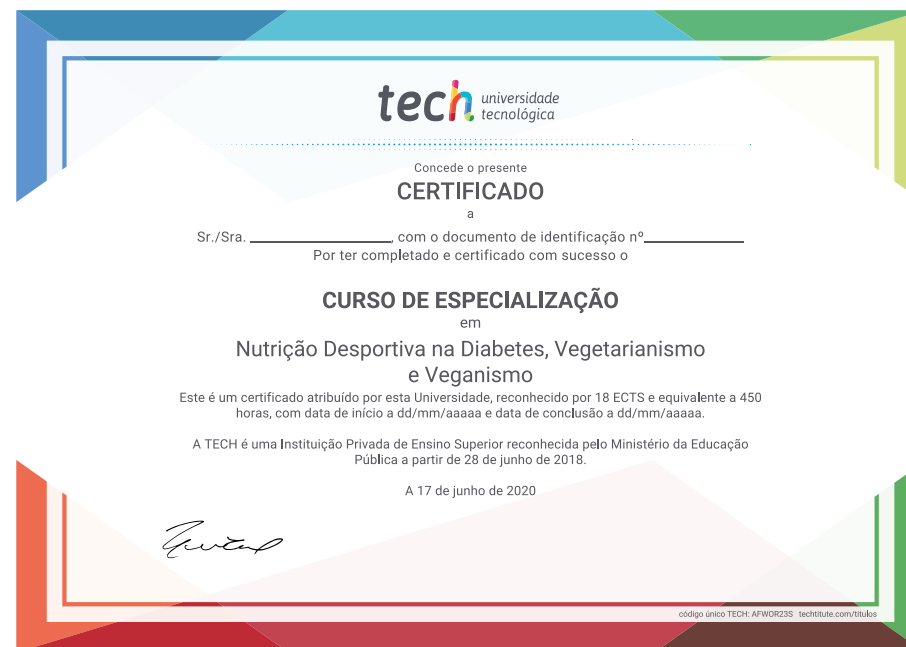 tech universidade
tecnológica
Concede o presente
CERTIFICADO
a
Sr./Sra. ____________, com o documento de identificação nº____________
Por ter completado e certificado com sucesso o
CURSO DE ESPECIALIZAÇÃO
em
Nutrição Desportiva na Diabetes, Vegetarianismo
e Veganismo
Este é um certificado atribuído por esta Universidade, reconhecido por 18 ECTS e equivalente a 450
horas, com data de início a dd/mm/aaaaa e data de conclusão a dd/mm/aaaaa.
A TECH é uma Instituição Privada de Ensino Superior reconhecida pelo Ministério da Educação
Pública a partir de 28 de junho de 2018.
A 17 de junho de 2020
código único TECH: AFWOR23S techtitute.com/titulos